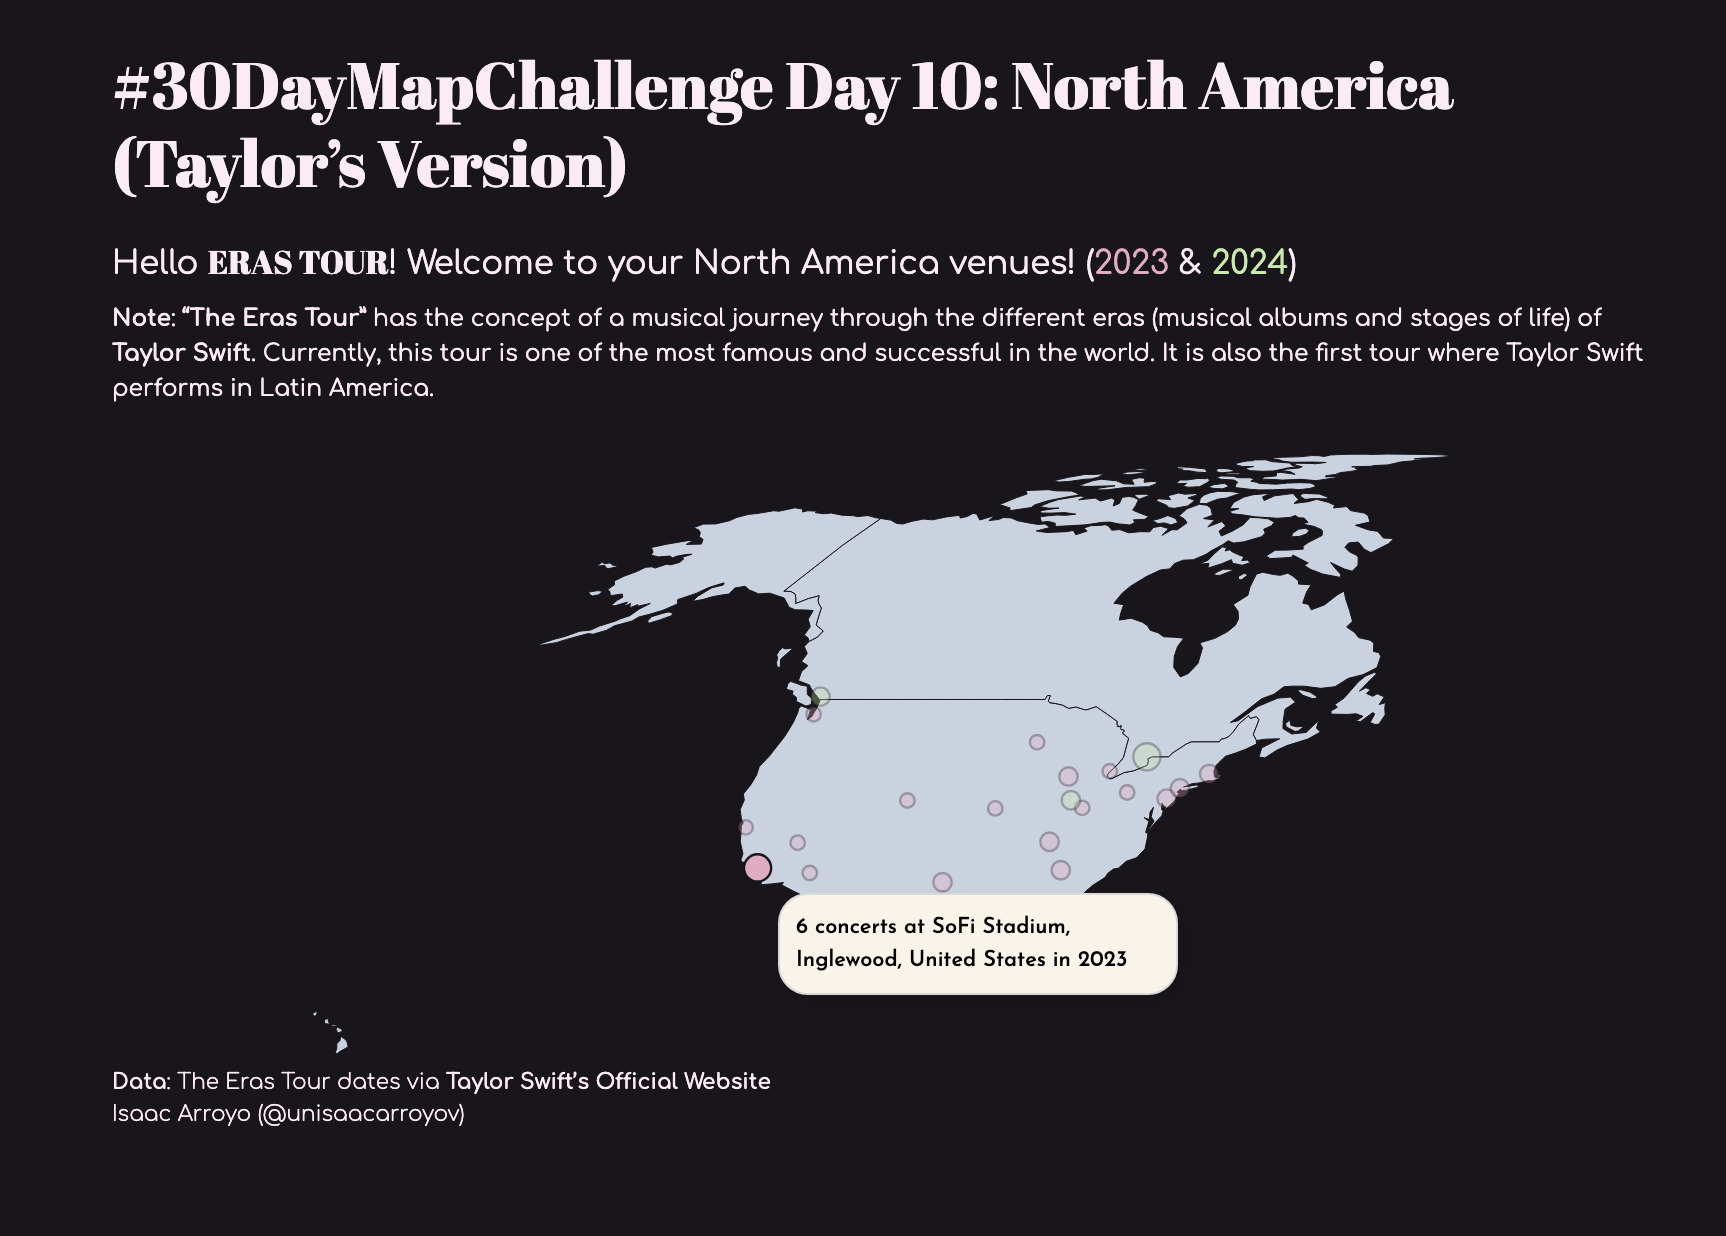 #30DayMapChallenge Day 10: North America
(Taylor’s Version)
Hello ERAS TOUR! Welcome to your North America venues! (2023 & 2024)
Note: “The Eras Tour” has the concept of a musical journey through the different eras (musical albums and stages of life) of
Taylor Swift. Currently, this tour is one of the most famous and successful in the world. It is also the first tour where Taylor Swift
performs in Latin America.
6 concerts at SoFi Stadium,
Inglewood, United States in 2023
Data: The Eras Tour dates via Taylor Swift’s Official Website
Isaac Arroyo (@unisaacarroyov)